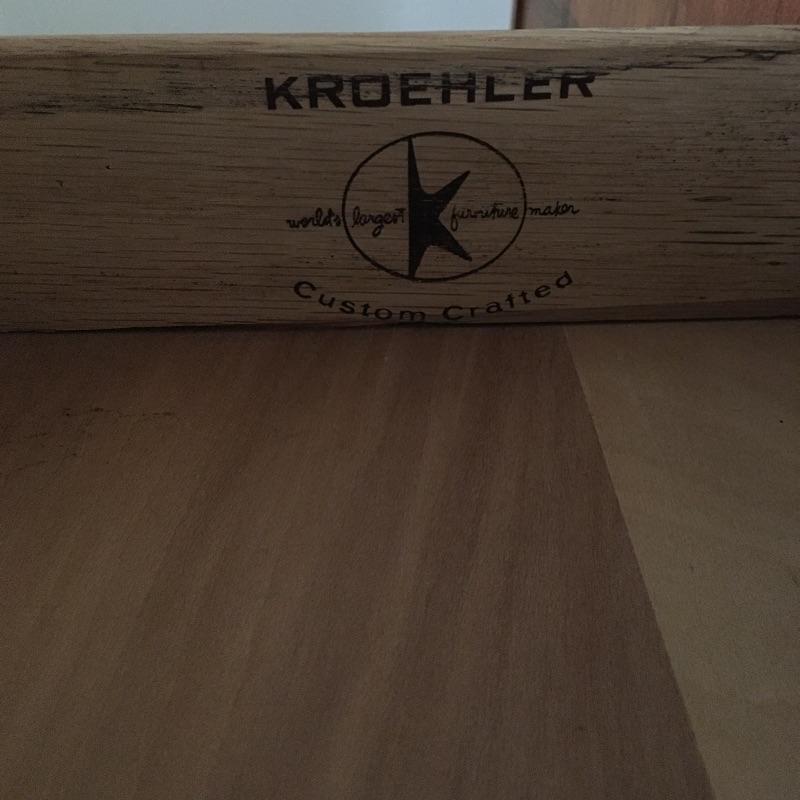 KROEHLER
K
world's largest furniture maker
Custom Crafted